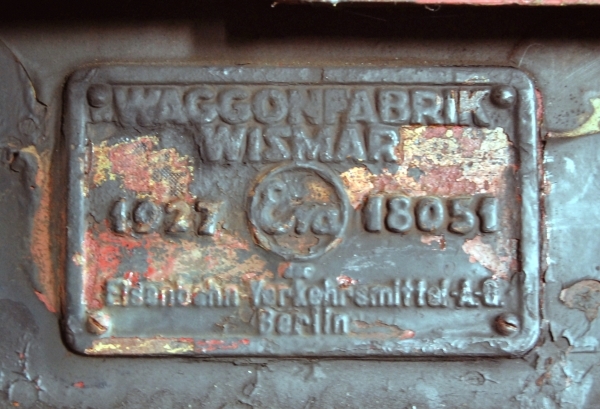 WAGGONFABRIK
WISMAR
1927 Eva 18051
Eisenbahn-Verkehrsmittel-A-G
Berlin